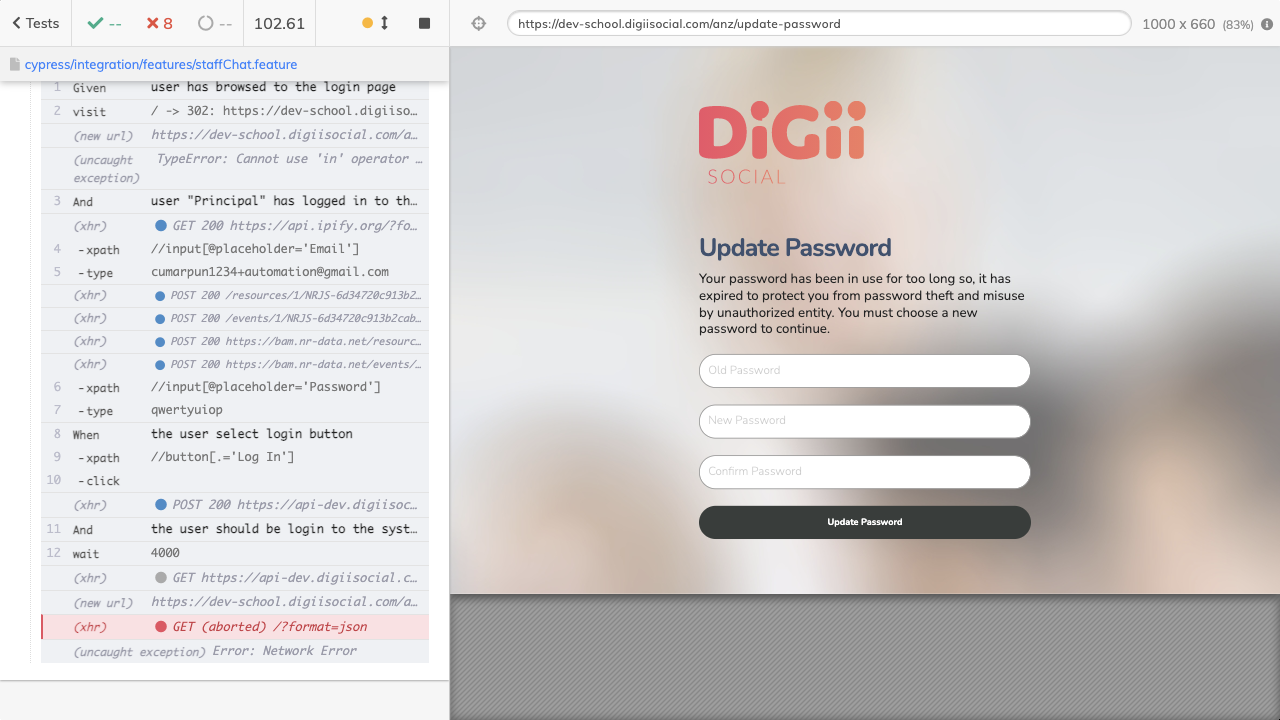 Tests
--
8
--
102.61
cypress/integration/features/staffChat.feature
1 Given user has browsed to the login page
2 visit / -> 302: https://dev-school.digiiso…
(new url) https://dev-school.digiisocial.com/a…
(uncaught exception) TypeError: Cannot use 'in' operator …
3 And user "Principal" has logged in to th…
(xhr) GET 200 https://api.ipify.org/?fo…
4 -xpath //input[@placeholder='Email']
5 -type cumarpun1234+automation@gmail.com
(xhr) POST 200 /resources/1/NRJS-6d34720c913b2…
(xhr) POST 200 /events/1/NRJS-6d34720c913b2cab…
(xhr) POST 200 https://bam.nr-data.net/resourc…
(xhr) POST 200 https://bam.nr-data.net/events/…
6 -xpath //input[@placeholder='Password']
7 -type qwertyuiop
8 When the user select login button
9 -xpath //button[.='Log In']
10 -click
(xhr) POST 200 https://api-dev.digiisoc…
11 And the user should be login to the syst…
12 wait 4000
(xhr) GET https://api-dev.digiisocial.c…
(new url) https://dev-school.digiisocial.com/a…
(xhr) GET (aborted) /?format=json
(uncaught exception) Error: Network Error
https://dev-school.digiisocial.com/anz/update-password
1000 x 660 (83%)
DiGii
SOCIAL
Update Password
Your password has been in use for too long so, it has
expired to protect you from password theft and misuse
by unauthorized entity. You must choose a new
password to continue.
Old Password
New Password
Confirm Password
Update Password